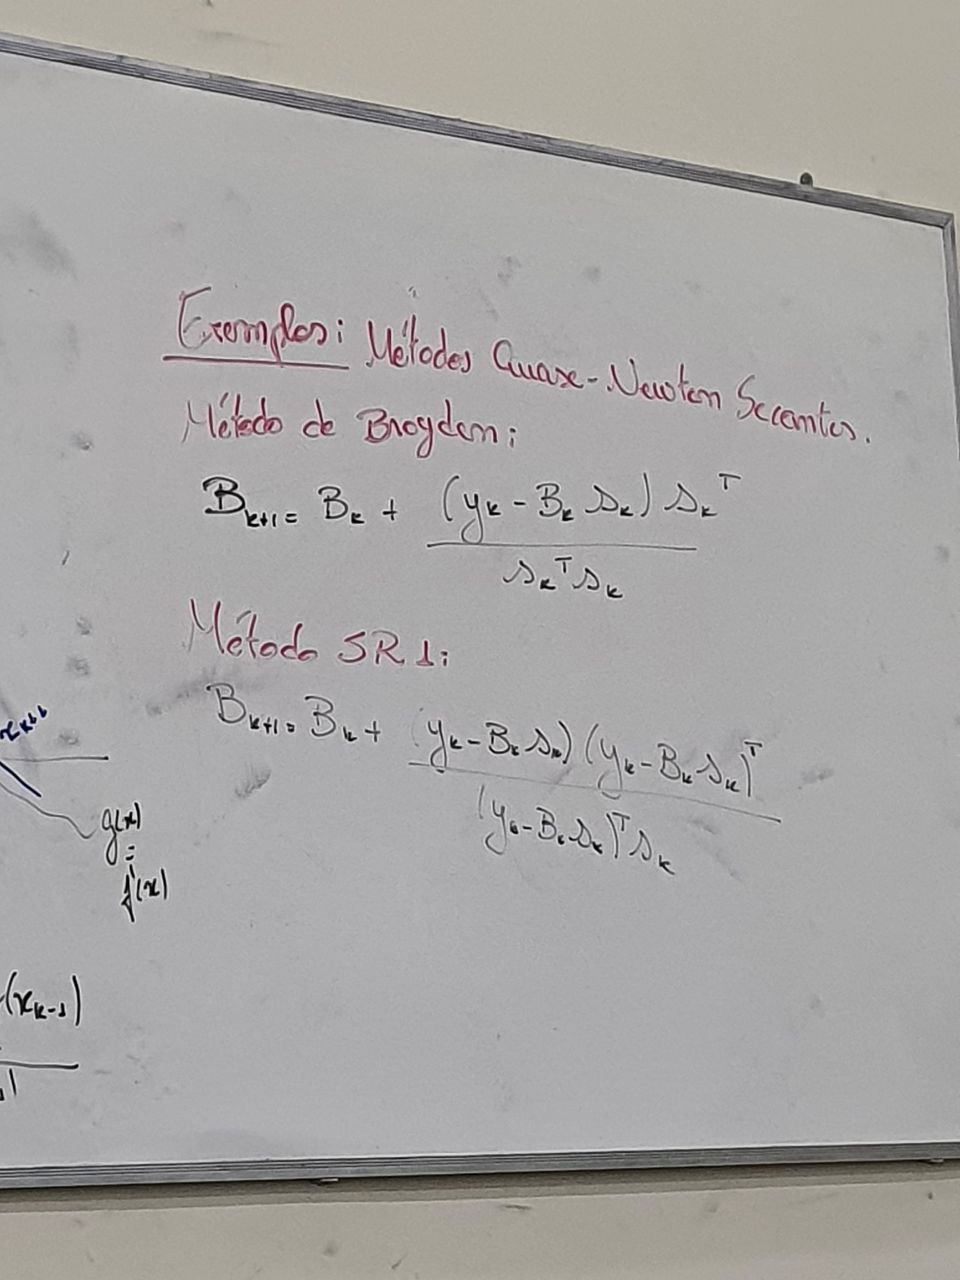 Exemplos: Métodos Quase-Newton Secantes.
Método de Broyden:
B_{k+1} = B_k + \frac{(y_k - B_k s_k) s_k^T}{s_k^T s_k}
Método SR1:
B_{k+1} = B_k + \frac{(y_k - B_k s_k)(y_k - B_k s_k)^T}{(y_k - B_k s_k)^T s_k}
x_{k+1}
g(x)
=
f'(x)
(x_{k-1})